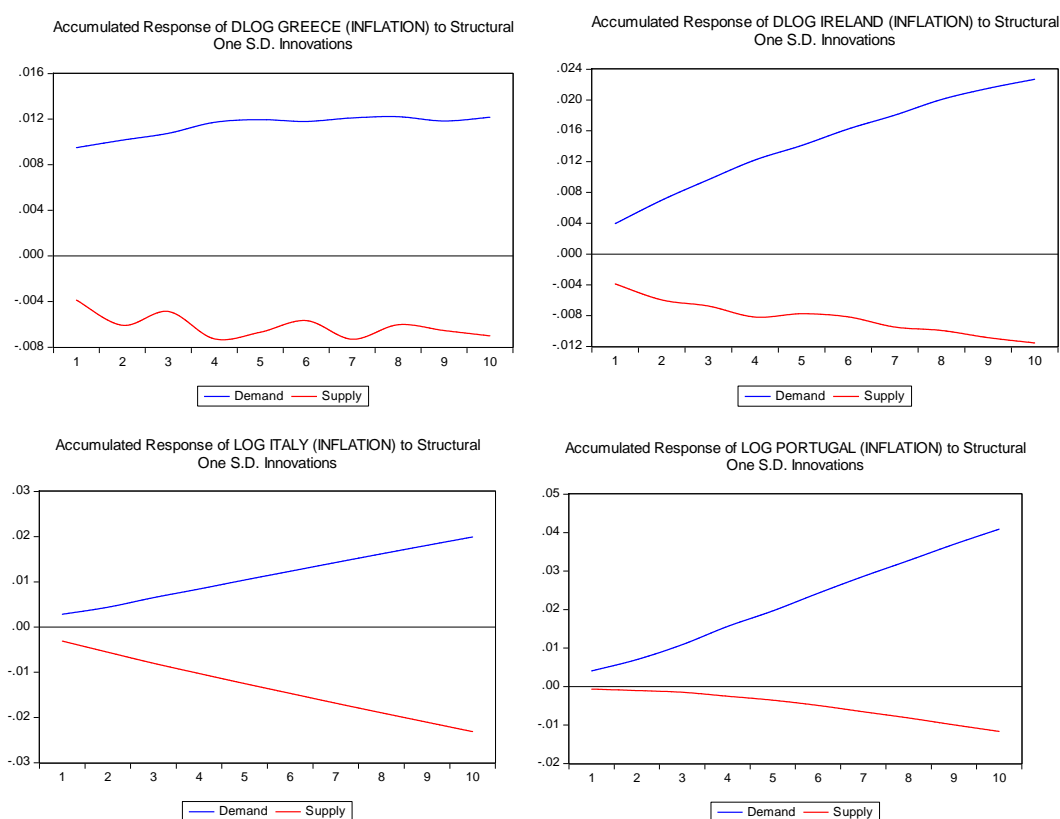 Accumulated Response of DLOG GREECE (INFLATION) to Structural
One S.D. Innovations
.016
.012
.008
.004
.000
-.004
-.008
1 2 3 4 5 6 7 8 9 10
Demand Supply
Accumulated Response of DLOG IRELAND (INFLATION) to Structural
One S.D. Innovations
.024
.020
.016
.012
.008
.004
.000
-.004
-.008
-.012
1 2 3 4 5 6 7 8 9 10
Demand Supply
Accumulated Response of LOG ITALY (INFLATION) to Structural
One S.D. Innovations
.03
.02
.01
.00
-.01
-.02
-.03
1 2 3 4 5 6 7 8 9 10
Demand Supply
Accumulated Response of LOG PORTUGAL (INFLATION) to Structural
One S.D. Innovations
.05
.04
.03
.02
.01
.00
-.01
-.02
1 2 3 4 5 6 7 8 9 10
Demand Supply